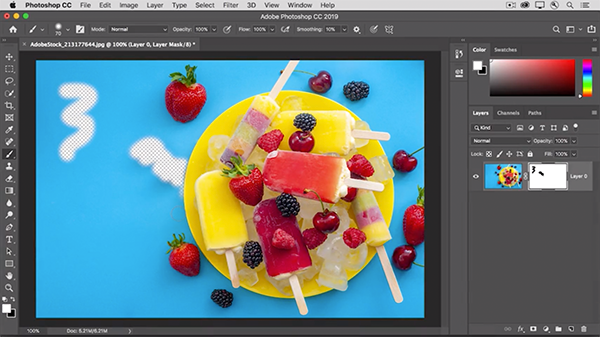 Photoshop CC File Edit Image Layer Type Select Filter 3D View Window Help
Adobe Photoshop CC 2019
70 Mode: Normal Opacity: 100% Flow: 100% Smoothing: 10%
AdobeStock_213177644.jpg @ 100% (Layer 0, Layer Mask/8) *
Color Swatches
Layers Channels Paths
Kind
Normal Opacity: 100%
Lock: Fill: 100%
Layer 0
100% Doc: 5.21M/5.21M
fx